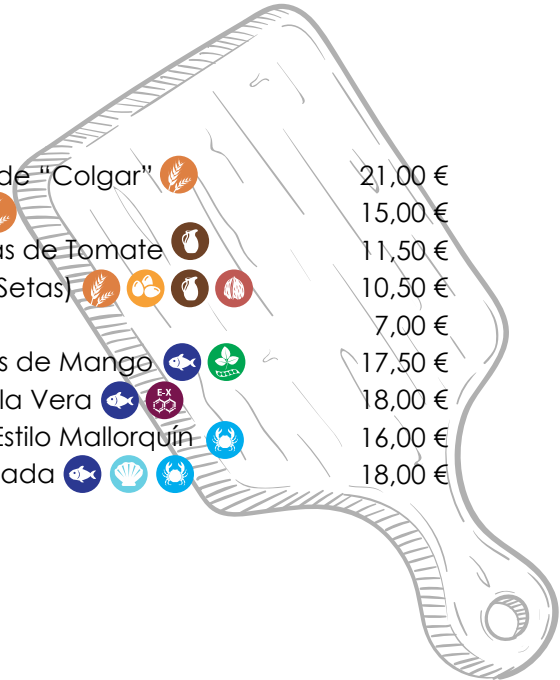 de “Colgar” 21,00 €
15,00 €
as de Tomate 11,50 €
Setas) 10,50 €
7,00 €
s de Mango 17,50 €
la Vera E-X 18,00 €
Estilo Mallorquín 16,00 €
ada 18,00 €